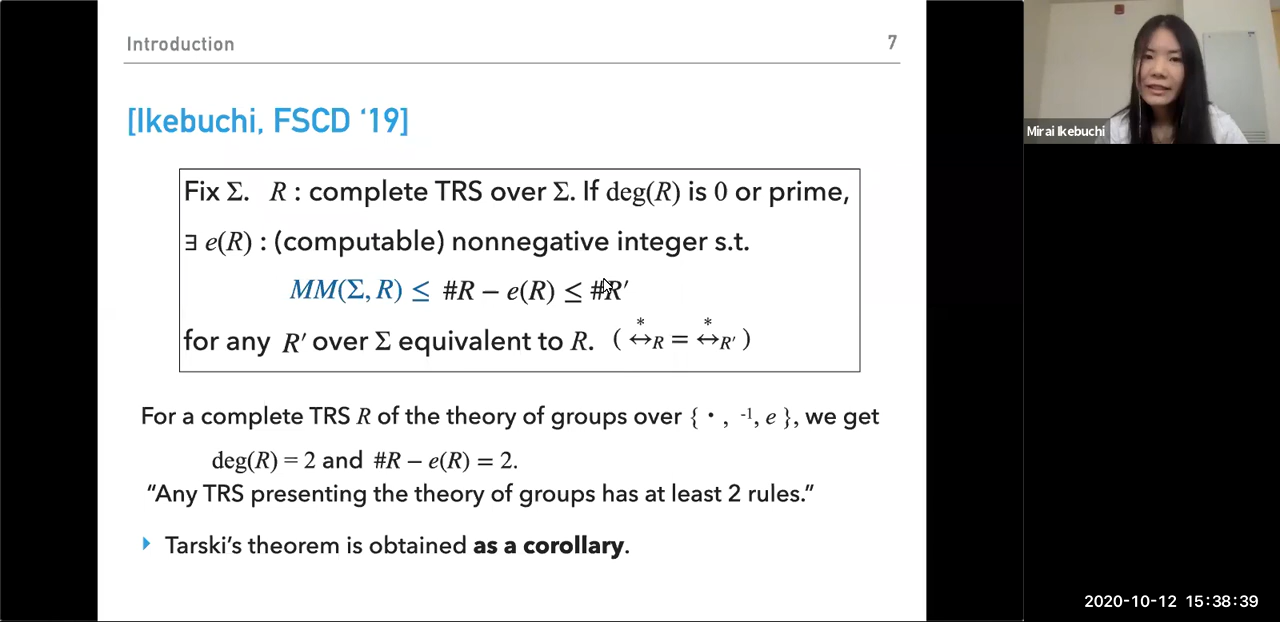 Introduction
7
[Ikebuchi, FSCD ‘19]
Fix Σ. R : complete TRS over Σ. If deg(R) is 0 or prime,
∃ e(R) : (computable) nonnegative integer s.t.
MM(Σ, R) ≤ #R − e(R) ≤ #R′
for any R′ over Σ equivalent to R. ( ↔*R = ↔*R′ )
For a complete TRS R of the theory of groups over { · , -1, e }, we get
deg(R) = 2 and #R − e(R) = 2.
“Any TRS presenting the theory of groups has at least 2 rules.”
Tarski’s theorem is obtained as a corollary.
Mirai Ikebuchi
2020-10-12 15:38:39